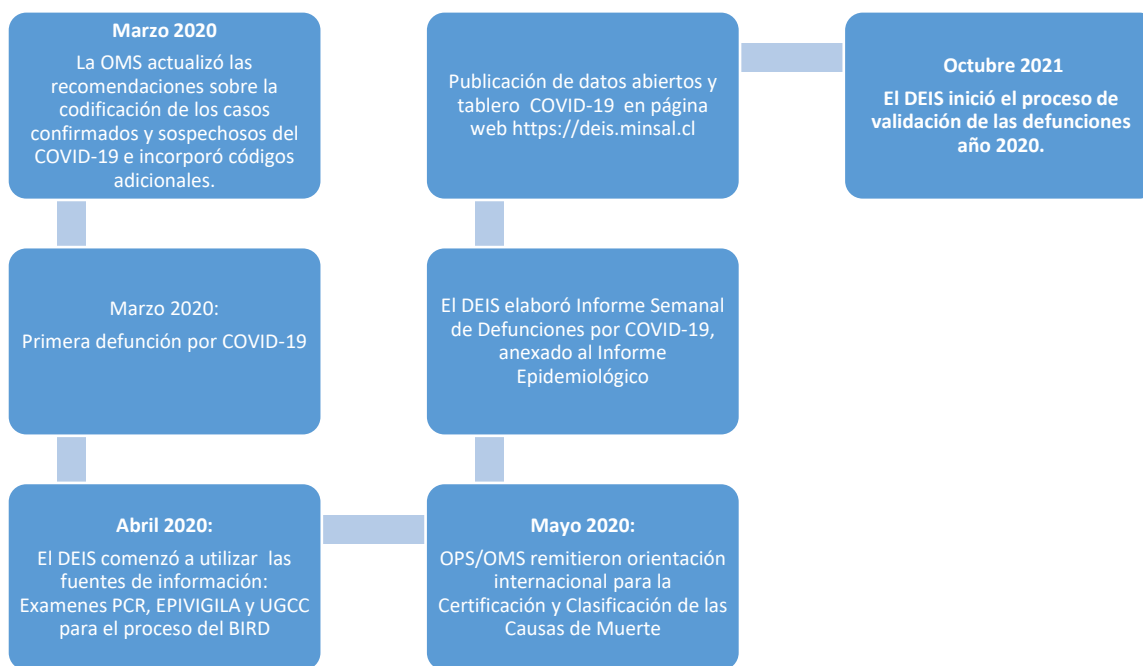 Marzo 2020
La OMS actualizó las
recomendaciones sobre la
codificación de los casos
confirmados y sospechosos del
COVID-19 e incorporó códigos
adicionales.
Marzo 2020:
Primera defunción por COVID-19
Abril 2020:
El DEIS comenzó a utilizar las
fuentes de información:
Examenes PCR, EPIVIGILA y UGCC
para el proceso del BIRD
Mayo 2020:
OPS/OMS remitieron orientación
internacional para la
Certificación y Clasificación de las
Causas de Muerte
El DEIS elaboró Informe Semanal
de Defunciones por COVID-19,
anexado al Informe
Epidemiológico
Publicación de datos abiertos y
tablero COVID-19 en página
web https://deis.minsal.cl
Octubre 2021
El DEIS inició el proceso de
validación de las defunciones
año 2020.